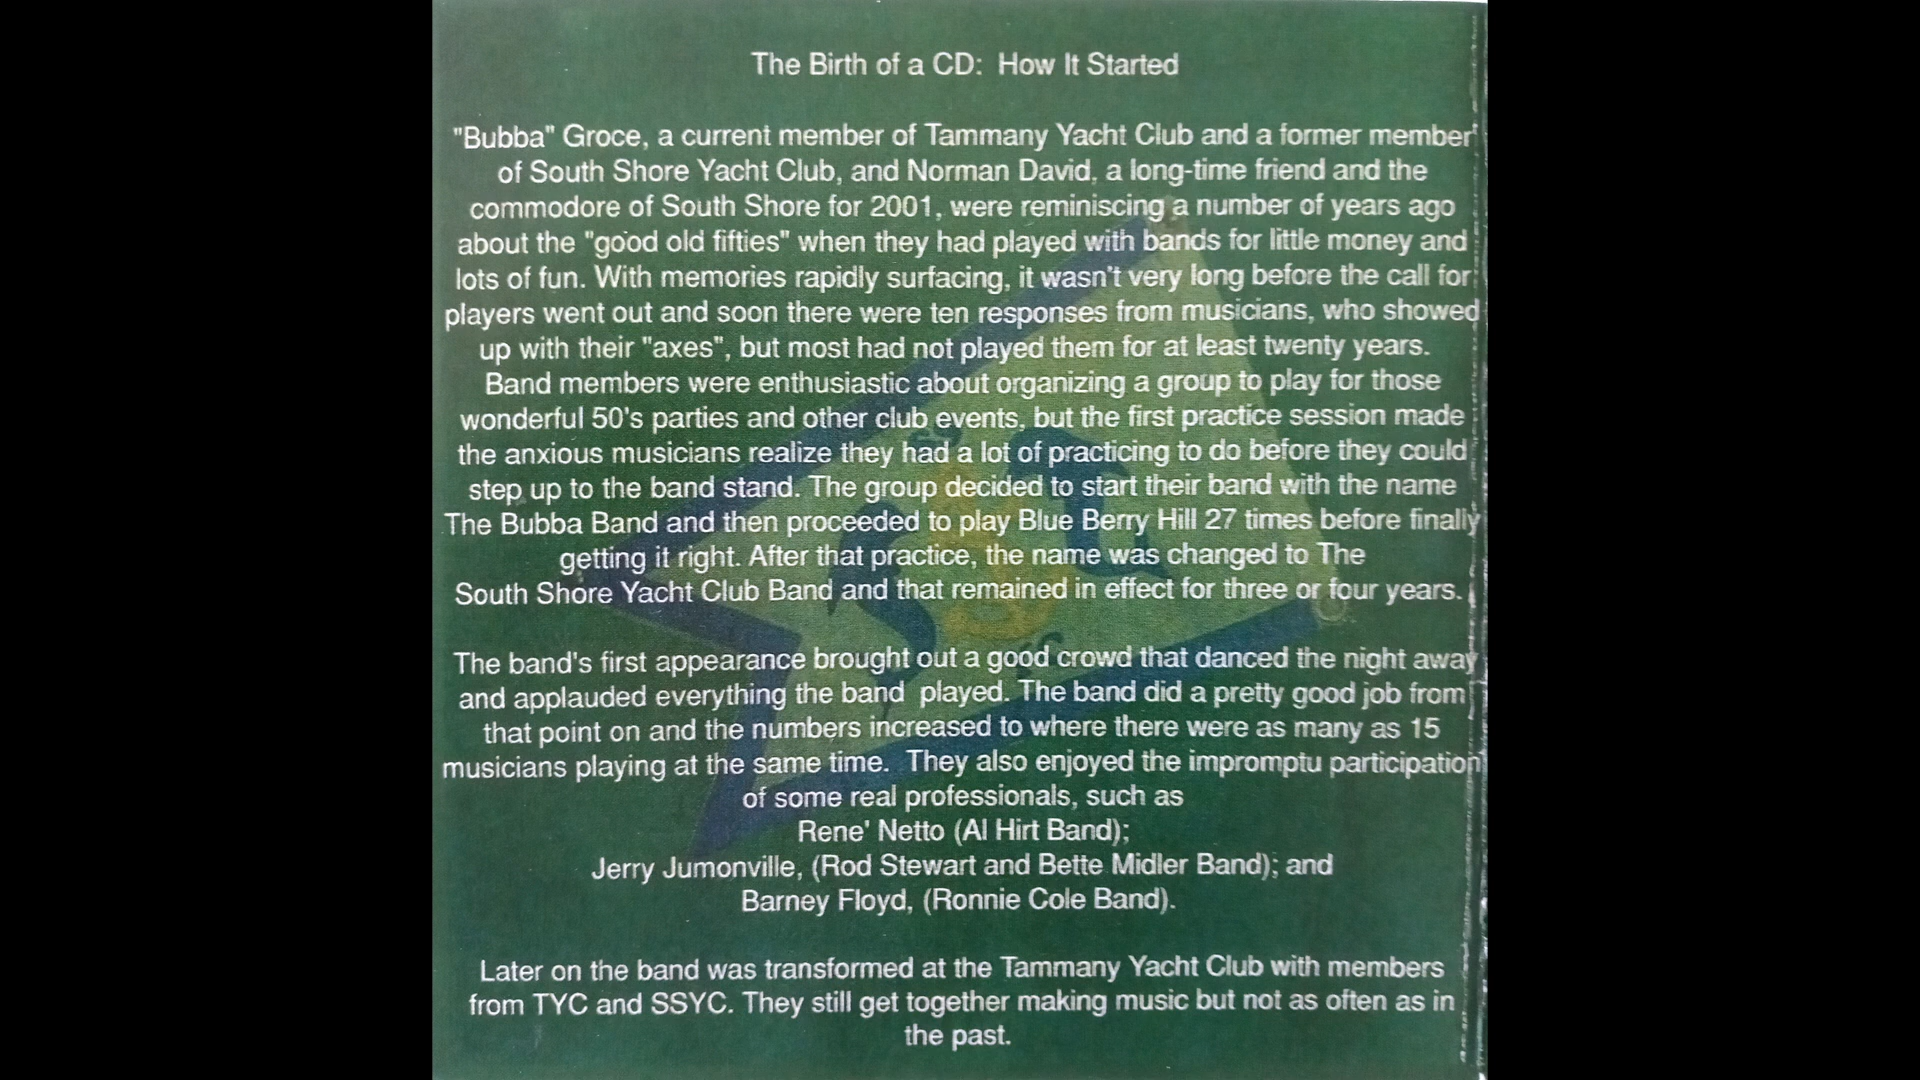 The Birth of a CD: How It Started
"Bubba" Groce, a current member of Tammany Yacht Club and a former member
of South Shore Yacht Club, and Norman David, a long-time friend and the
commodore of South Shore for 2001, were reminiscing a number of years ago
about the "good old fifties" when they had played with bands for little money and
lots of fun. With memories rapidly surfacing, it wasn't very long before the call for
players went out and soon there were ten responses from musicians, who showed
up with their "axes", but most had not played them for at least twenty years.
Band members were enthusiastic about organizing a group to play for those
wonderful 50's parties and other club events, but the first practice session made
the anxious musicians realize they had a lot of practicing to do before they could
step up to the band stand. The group decided to start their band with the name
The Bubba Band and then proceeded to play Blue Berry Hill 27 times before finally
getting it right. After that practice, the name was changed to The
South Shore Yacht Club Band and that remained in effect for three or four years.
The band's first appearance brought out a good crowd that danced the night away
and applauded everything the band played. The band did a pretty good job from
that point on and the numbers increased to where there were as many as 15
musicians playing at the same time. They also enjoyed the impromptu participation
of some real professionals, such as
Rene' Netto (Al Hirt Band);
Jerry Jumonville, (Rod Stewart and Bette Midler Band); and
Barney Floyd, (Ronnie Cole Band).
Later on the band was transformed at the Tammany Yacht Club with members
from TYC and SSYC. They still get together making music but not as often as in
the past.